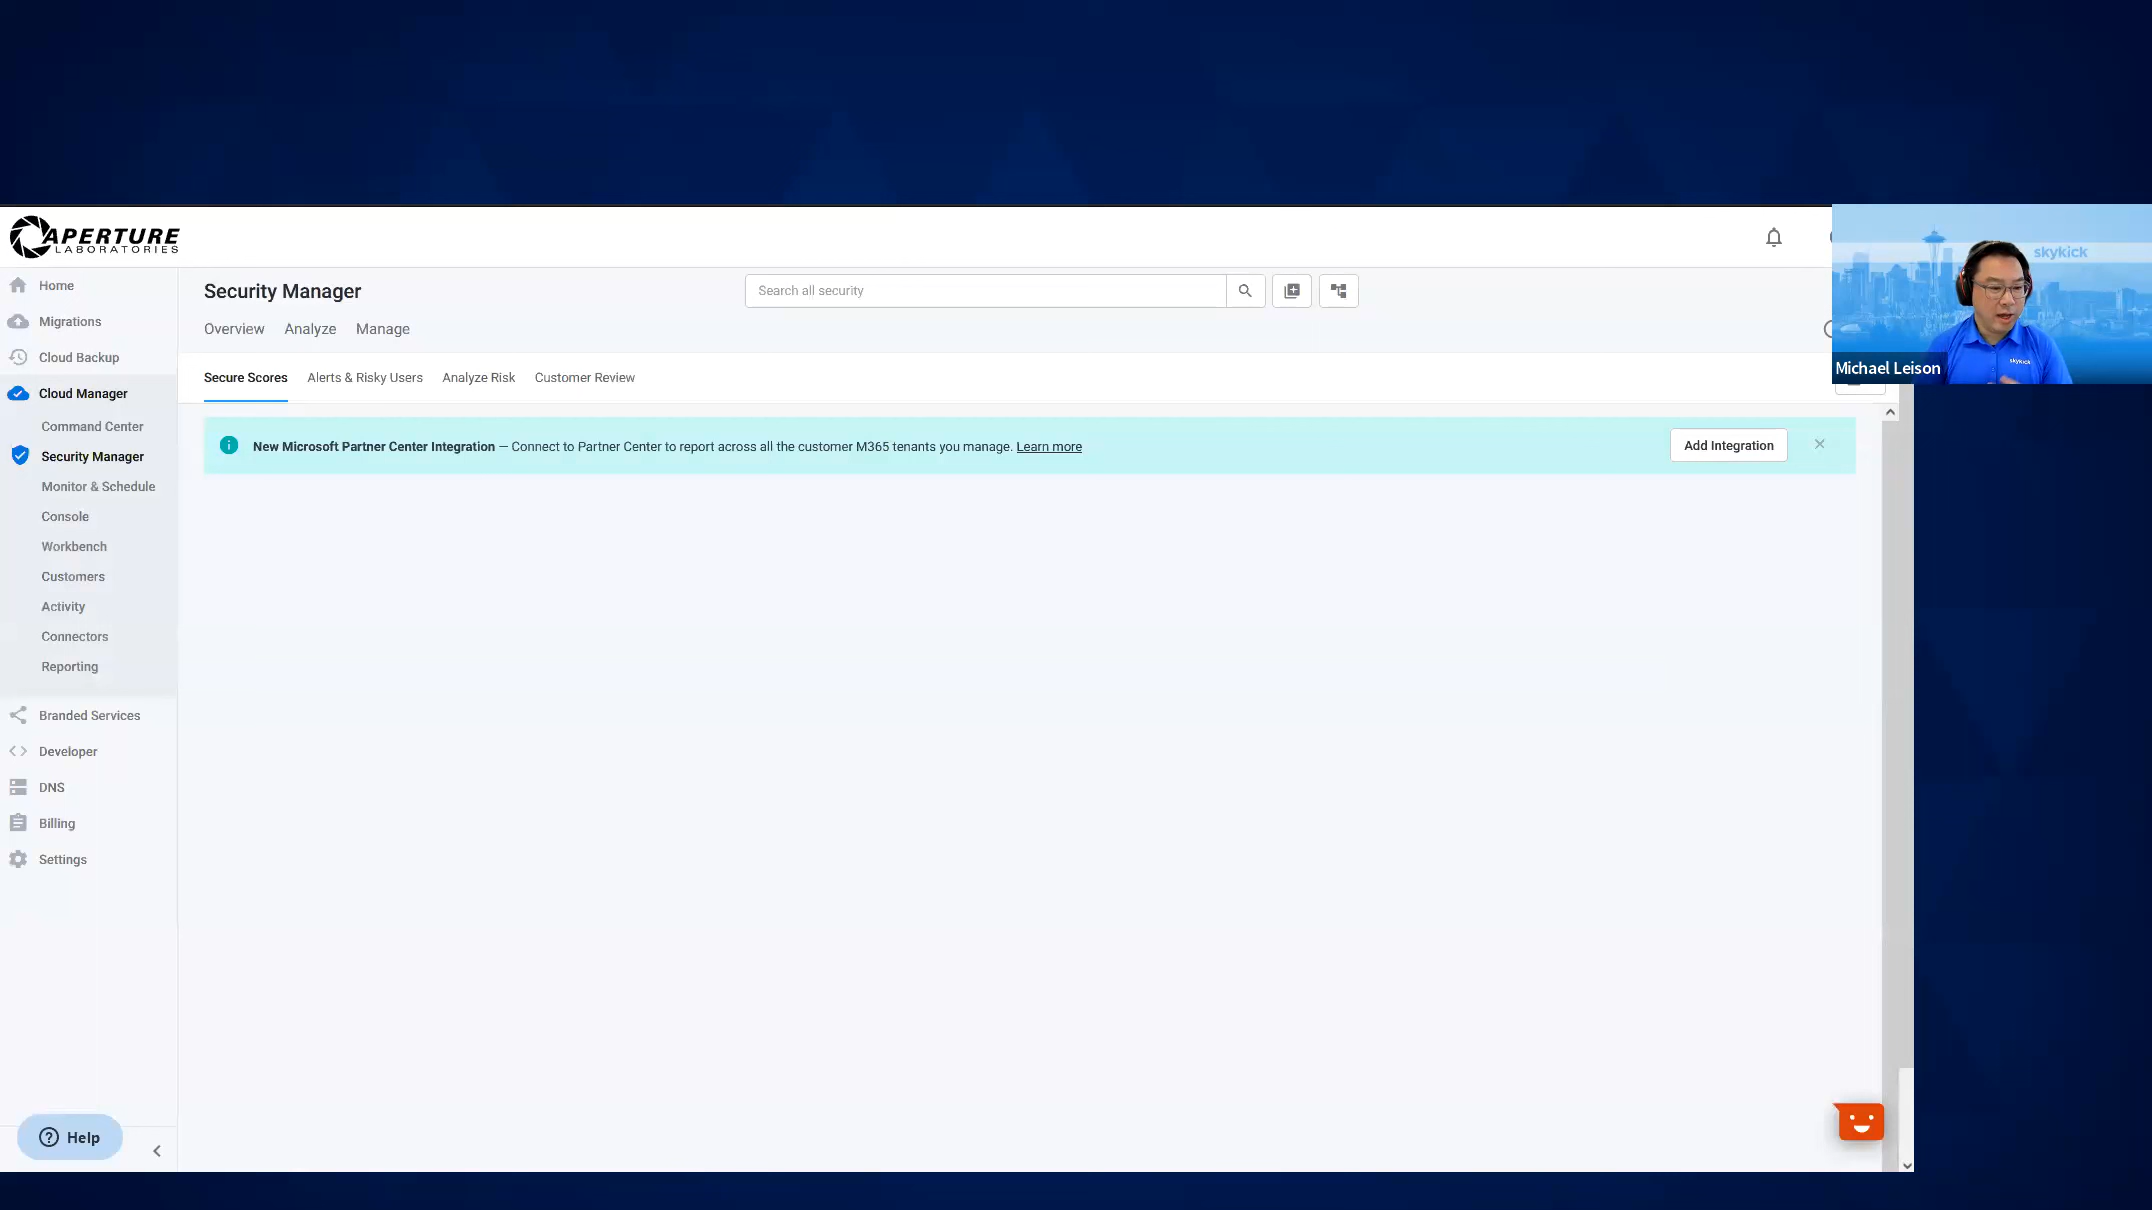 APERTURE
LABORATORIES
skykick
skykick
Michael Leison
Home
Migrations
Cloud Backup
Cloud Manager
Command Center
Security Manager
Monitor & Schedule
Console
Workbench
Customers
Activity
Connectors
Reporting
Branded Services
Developer
DNS
Billing
Settings
Help
Security Manager
Search all security
Overview Analyze Manage
Secure Scores Alerts & Risky Users Analyze Risk Customer Review
New Microsoft Partner Center Integration — Connect to Partner Center to report across all the customer M365 tenants you manage. Learn more
Add Integration